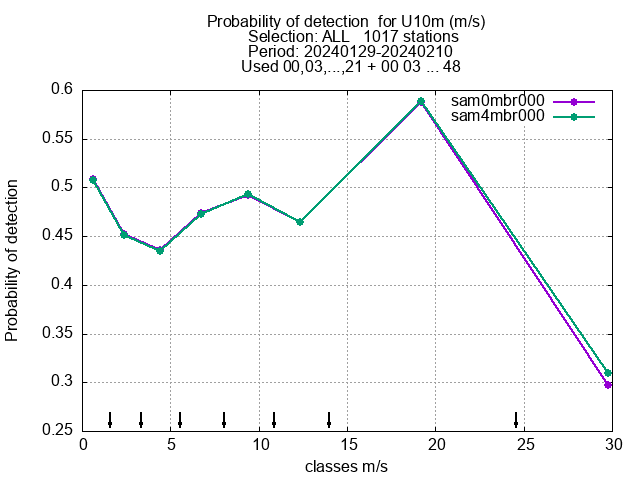 Probability of detection  for U10m (m/s)
Selection: ALL   1017 stations
Period: 20240129-20240210
Used 00,03,...,21 + 00 03 ... 48
sam0mbr000
sam4mbr000
0.6
0.55
0.5
0.45
0.4
0.35
0.3
0.25
Probability of detection
0 5 10 15 20 25 30
classes m/s